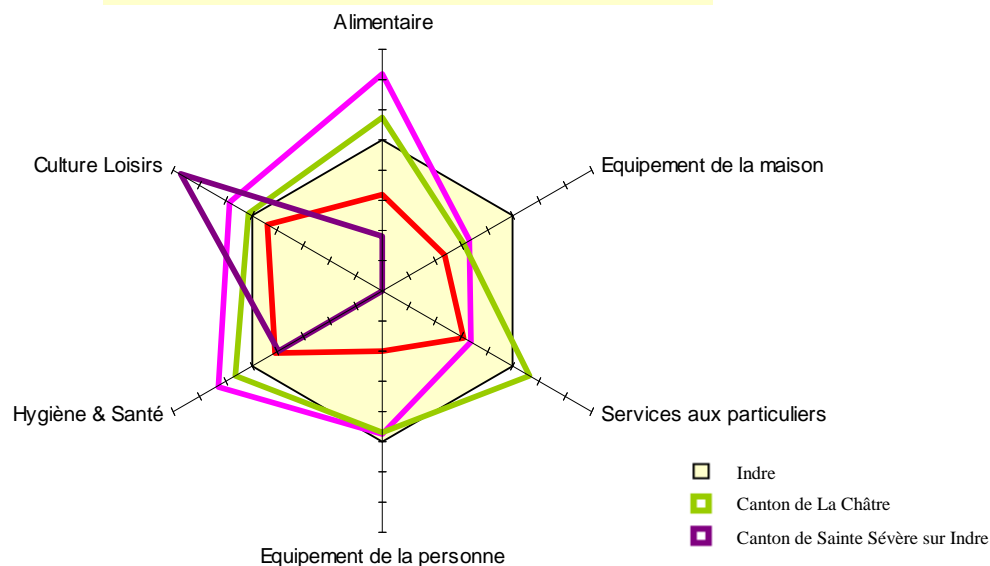 Alimentaire
Culture Loisirs
Equipement de la maison
Hygiène & Santé
Services aux particuliers
Equipement de la personne
Indre
Canton de La Châtre
Canton de Sainte Sévère sur Indre